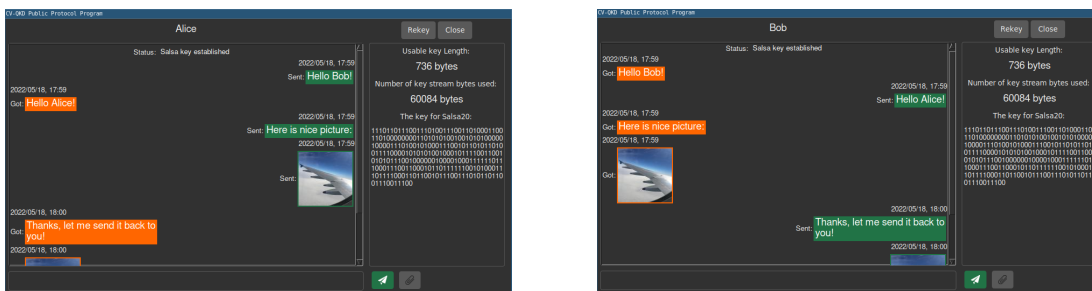 CV-QKD Public Protocol Program
Alice
Rekey
Close
Status: Salsa key established
2022/05/18, 17:59
Sent: Hello Bob!
2022/05/18, 17:59
Got: Hello Alice!
2022/05/18, 17:59
Sent: Here is nice picture:
2022/05/18, 17:59
Sent:
2022/05/18, 18:00
Got: Thanks, let me send it back to
you!
2022/05/18, 18:00
Usable key Length:
736 bytes
Number of key stream bytes used:
60084 bytes
The key for Salsa20:
CV-QKD Public Protocol Program
Bob
Rekey
Close
Status: Salsa key established
2022/05/18, 17:59
Got: Hello Bob!
2022/05/18, 17:59
Sent: Hello Alice!
2022/05/18, 17:59
Got: Here is nice picture:
2022/05/18, 17:59
Got:
2022/05/18, 18:00
Sent: Thanks, let me send it back to
you!
2022/05/18, 18:00
Usable key Length:
736 bytes
Number of key stream bytes used:
60084 bytes
The key for Salsa20: